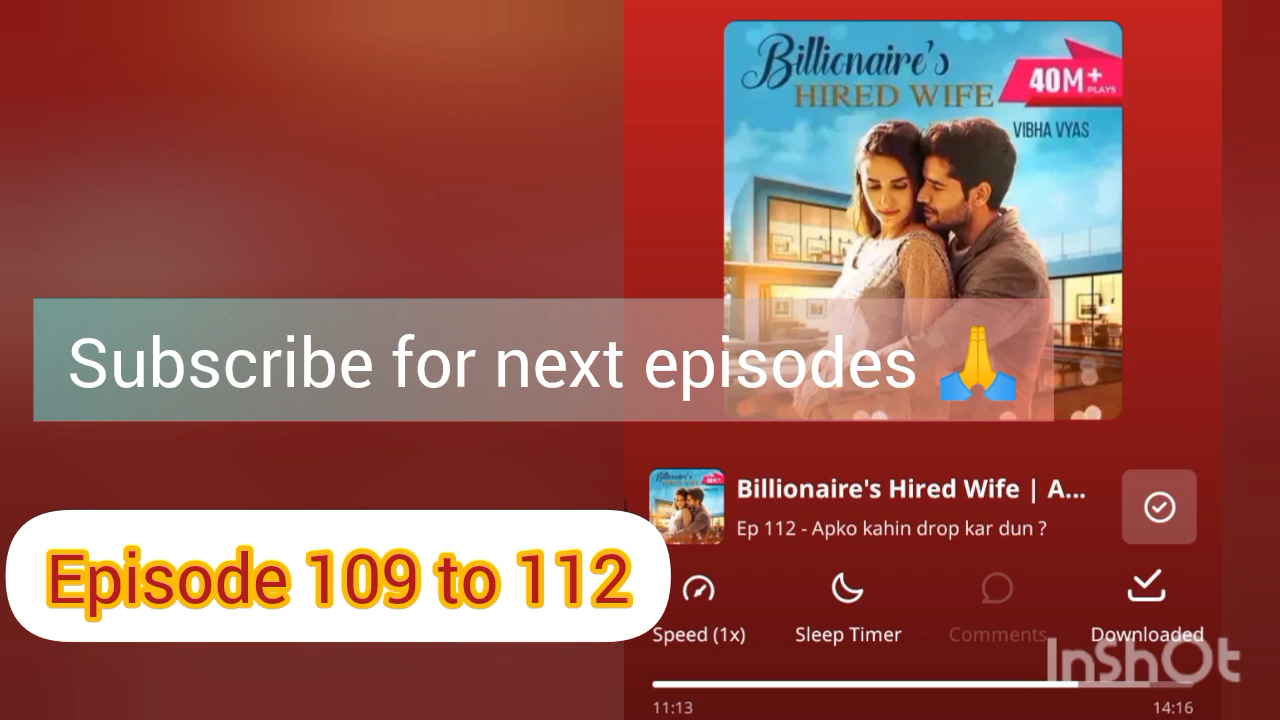 Billionaire's
HIRED WIFE
40M+
PLAYS
VIBHA VYAS
Subscribe for next episodes 🙏
Billionaire's Hired Wife | A...
Ep 112 - Apko kahin drop kar dun ?
Episode 109 to 112
Speed (1x)
Sleep Timer
Comments
Downloaded
InShOt
11:13
14:16